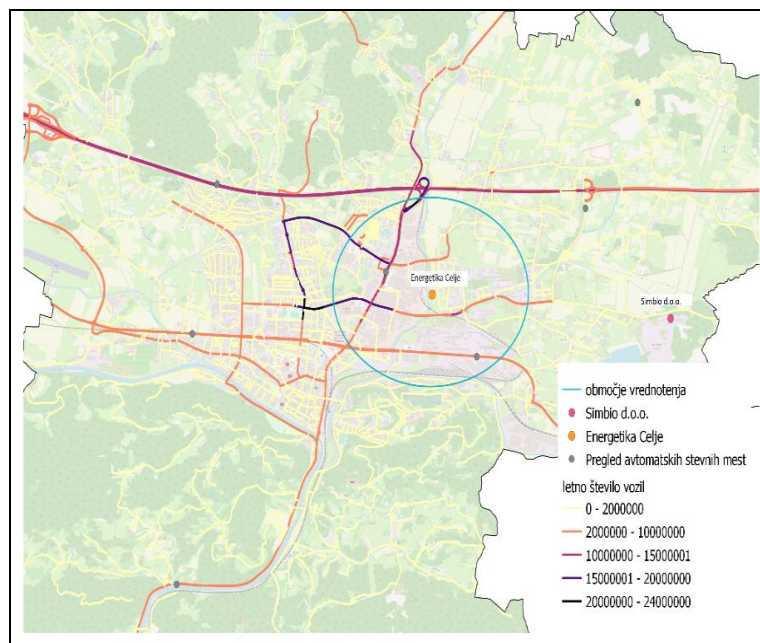 Energetika Celje
Simbio d.o.o.
območje vrednotenja
Simbio d.o.o.
Energetika Celje
Pregled avtomatskih stevnih mest
letno število vozil
0 - 2000000
2000000 - 10000000
10000000 - 15000001
15000001 - 20000000
20000000 - 24000000